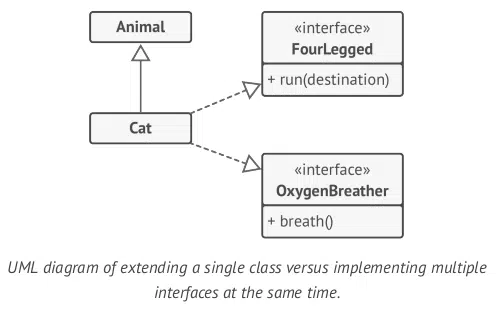 Animal
«interface»
FourLegged
+ run(destination)
Cat
«interface»
OxygenBreather
+ breath()
UML diagram of extending a single class versus implementing multiple
interfaces at the same time.